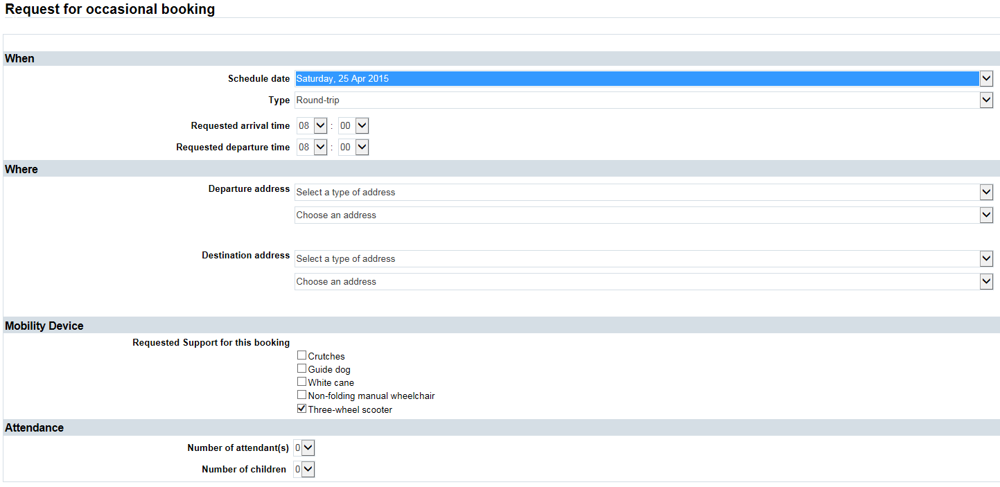 Request for occasional booking
When
Schedule date Saturday, 25 Apr 2015
Type Round-trip
Requested arrival time 08 : 00
Requested departure time 08 : 00
Where
Departure address Select a type of address
Choose an address
Destination address Select a type of address
Choose an address
Mobility Device
Requested Support for this booking
Crutches
Guide dog
White cane
Non-folding manual wheelchair
Three-wheel scooter
Attendance
Number of attendant(s) 0
Number of children 0